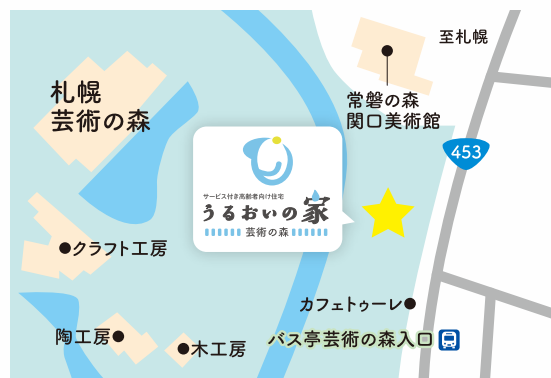 至札幌
札幌
芸術の森
常磐の森
関口美術館
453
サービス付き高齢者向け住宅
うるおいの家
芸術の森
クラフト工房
カフェトゥーレ
陶工房
木工房
バス亭芸術の森入口